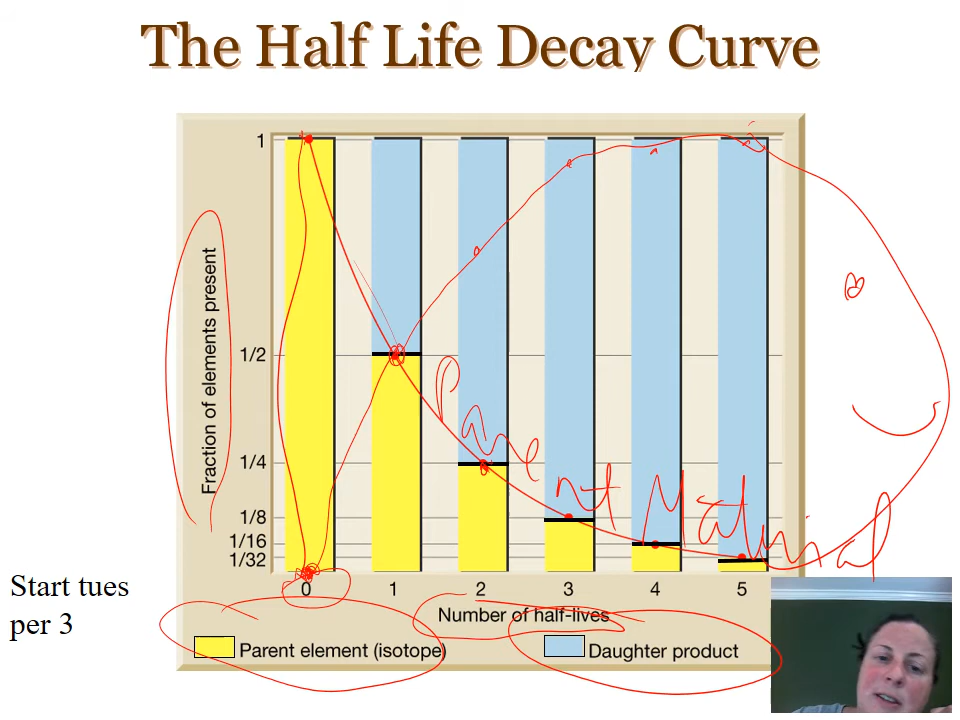 The Half Life Decay Curve
1
1/2
1/4
1/8
1/16
1/32
Fraction of elements present
Parent Material
0 1 2 3 4 5
Number of half-lives
Parent element (isotope)
Daughter product
Start tues
per 3